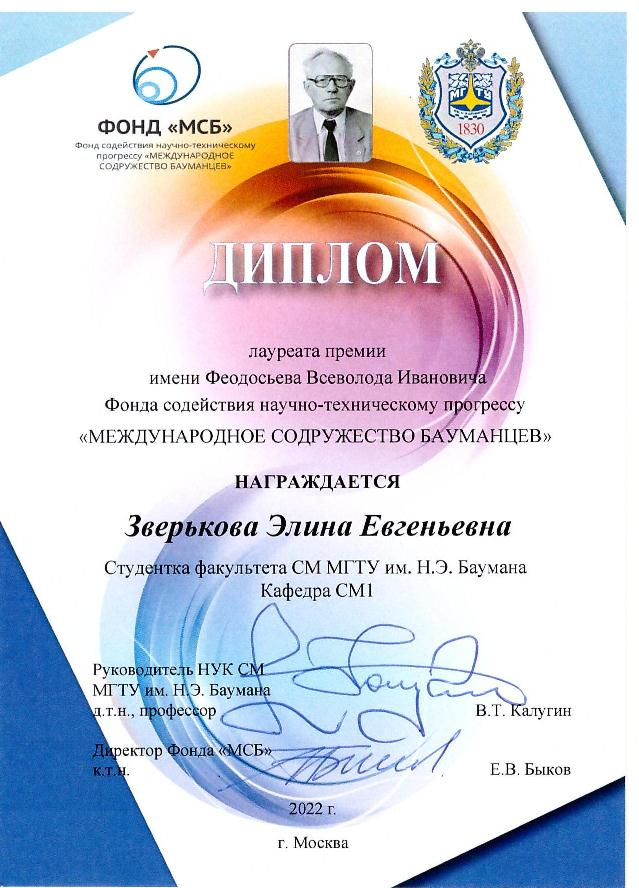 ФОНД «МСБ»
Фонд содействия научно-техническому
прогрессу «МЕЖДУНАРОДНОЕ
СОДРУЖЕСТВО БАУМАНЦЕВ»
МГТУ
1830
ДИПЛОМ
лауреата премии
имени Феодосьева Всеволода Ивановича
Фонда содействия научно-техническому прогрессу
«МЕЖДУНАРОДНОЕ СОДРУЖЕСТВО БАУМАНЦЕВ»
НАГРАЖДАЕТСЯ
Зверькова Элина Евгеньевна
Студентка факультета СМ МГТУ им. Н.Э. Баумана
Кафедра СМ1
Руководитель НУК СМ
МГТУ им. Н.Э. Баумана
д.т.н., профессор В.Т. Калугин
Директор Фонда «МСБ»
к.т.н. Е.В. Быков
2022 г.
г. Москва